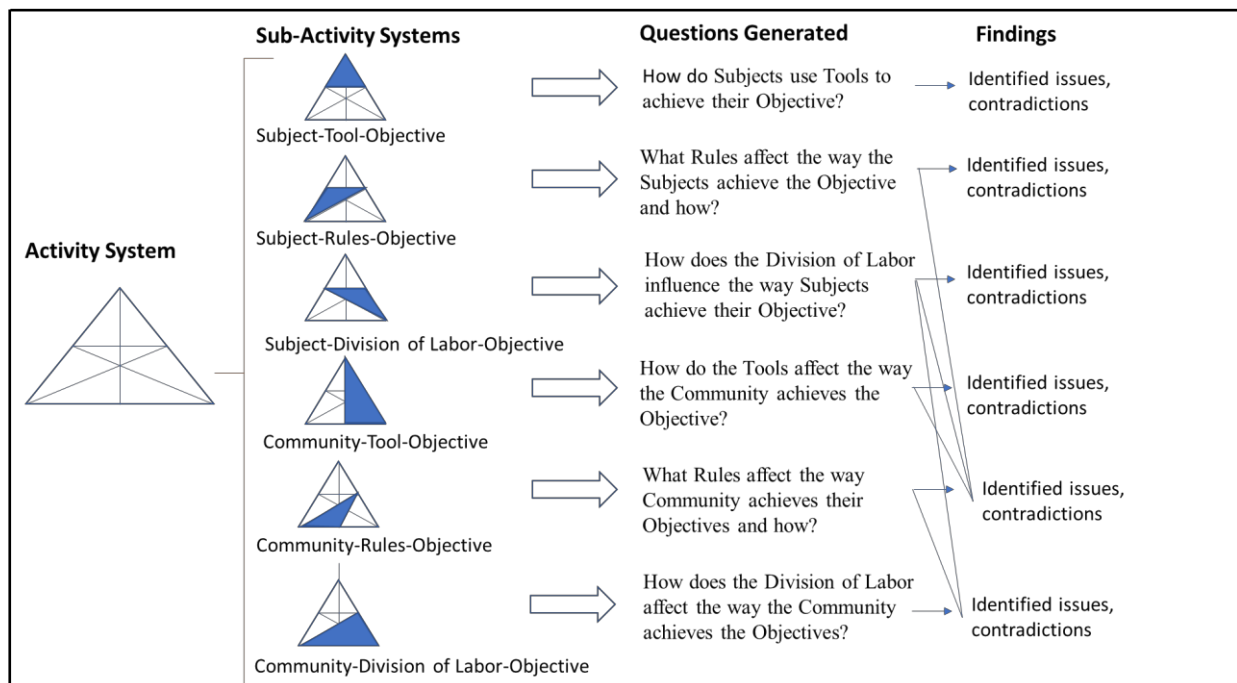 Sub-Activity Systems
Questions Generated
Findings
Activity System
Subject-Tool-Objective
How do Subjects use Tools to
achieve their Objective?
Identified issues,
contradictions
Subject-Rules-Objective
What Rules affect the way the
Subjects achieve the Objective
and how?
Identified issues,
contradictions
Subject-Division of Labor-Objective
How does the Division of Labor
influence the way Subjects
achieve their Objective?
Identified issues,
contradictions
Community-Tool-Objective
How do the Tools affect the way
the Community achieves the
Objective?
Identified issues,
contradictions
Community-Rules-Objective
What Rules affect the way
Community achieves their
Objectives and how?
Identified issues,
contradictions
Community-Division of Labor-Objective
How does the Division of Labor
affect the way the Community
achieves the Objectives?
Identified issues,
contradictions